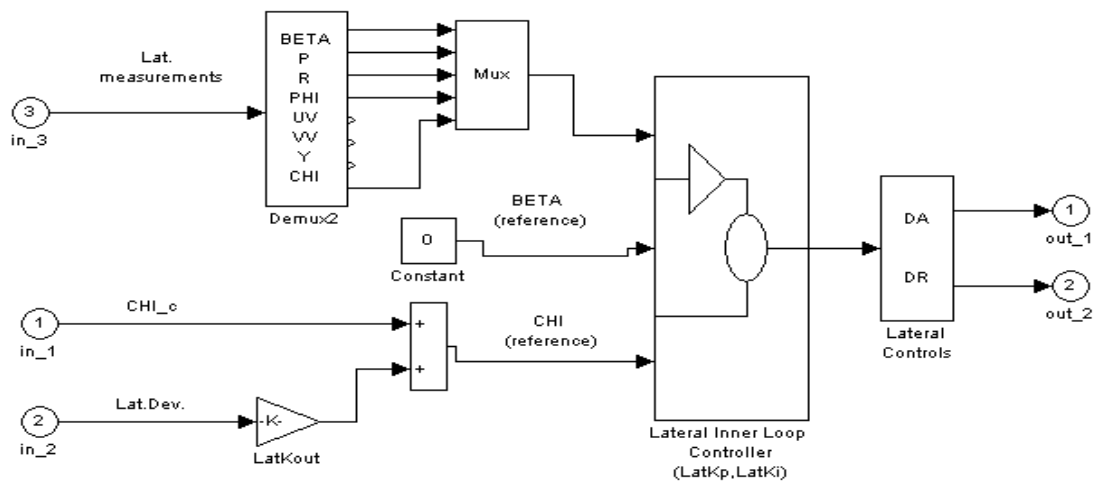 Lat.
measurements
3
in_3
BETA
P
R
PHI
UV
VV
Y
CHI
Demux2
Mux
BETA
(reference)
0
Constant
CHI_c
1
in_1
+
+
CHI
(reference)
Lat.Dev.
2
in_2
-K-
LatKout
Lateral Inner Loop
Controller
(LatKp,LatKi)
DA
DR
Lateral
Controls
1
out_1
2
out_2